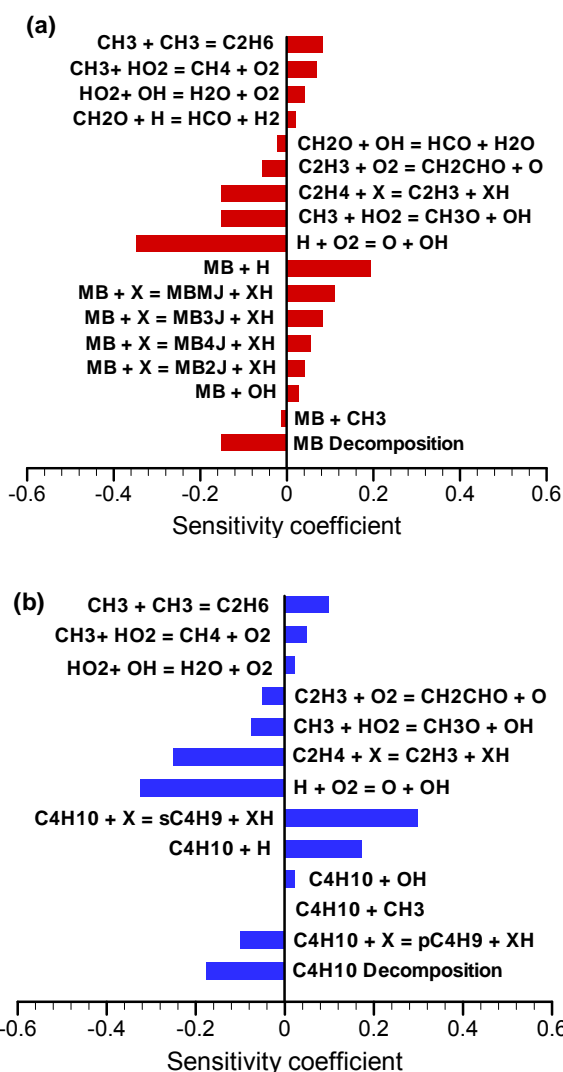 (a)
CH3 + CH3 = C2H6
CH3+ HO2 = CH4 + O2
HO2+ OH = H2O + O2
CH2O + H = HCO + H2
CH2O + OH = HCO + H2O
C2H3 + O2 = CH2CHO + O
C2H4 + X = C2H3 + XH
CH3 + HO2 = CH3O + OH
H + O2 = O + OH
MB + H
MB + X = MBMJ + XH
MB + X = MB3J + XH
MB + X = MB4J + XH
MB + X = MB2J + XH
MB + OH
MB + CH3
MB Decomposition
-0.6 -0.4 -0.2 0 0.2 0.4 0.6
Sensitivity coefficient
(b)
CH3 + CH3 = C2H6
CH3+ HO2 = CH4 + O2
HO2+ OH = H2O + O2
C2H3 + O2 = CH2CHO + O
CH3 + HO2 = CH3O + OH
C2H4 + X = C2H3 + XH
H + O2 = O + OH
C4H10 + X = sC4H9 + XH
C4H10 + H
C4H10 + OH
C4H10 + CH3
C4H10 + X = pC4H9 + XH
C4H10 Decomposition
-0.6 -0.4 -0.2 0 0.2 0.4 0.6
Sensitivity coefficient